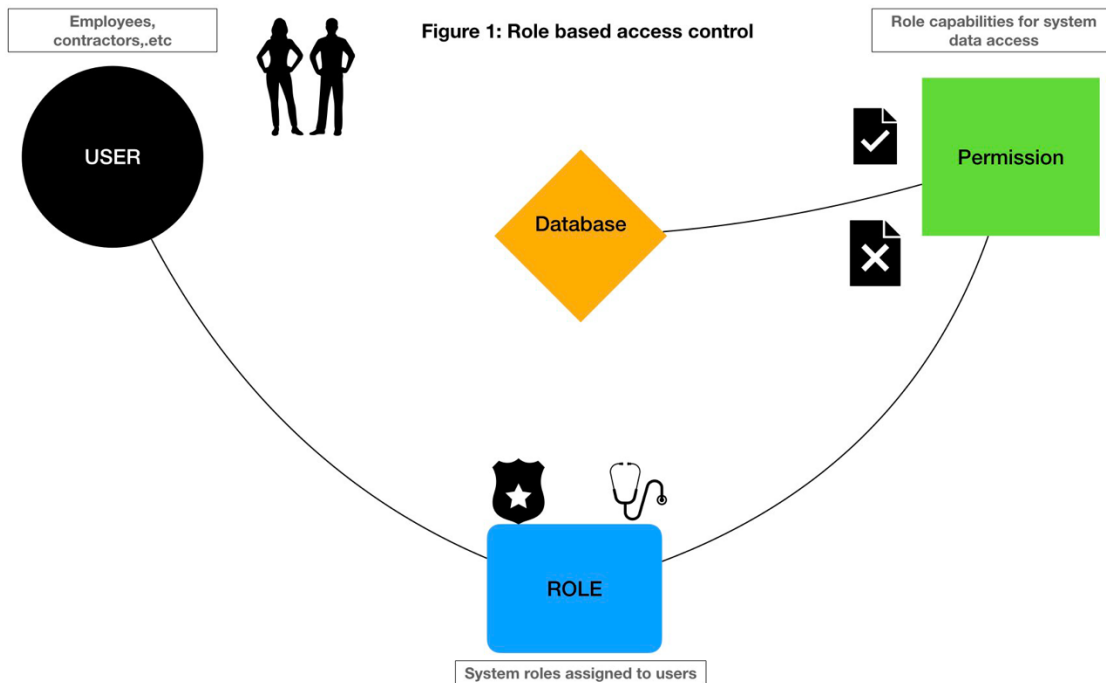 Employees,
contractors,.etc
Figure 1: Role based access control
Role capabilities for system
data access
USER
Permission
Database
ROLE
System roles assigned to users